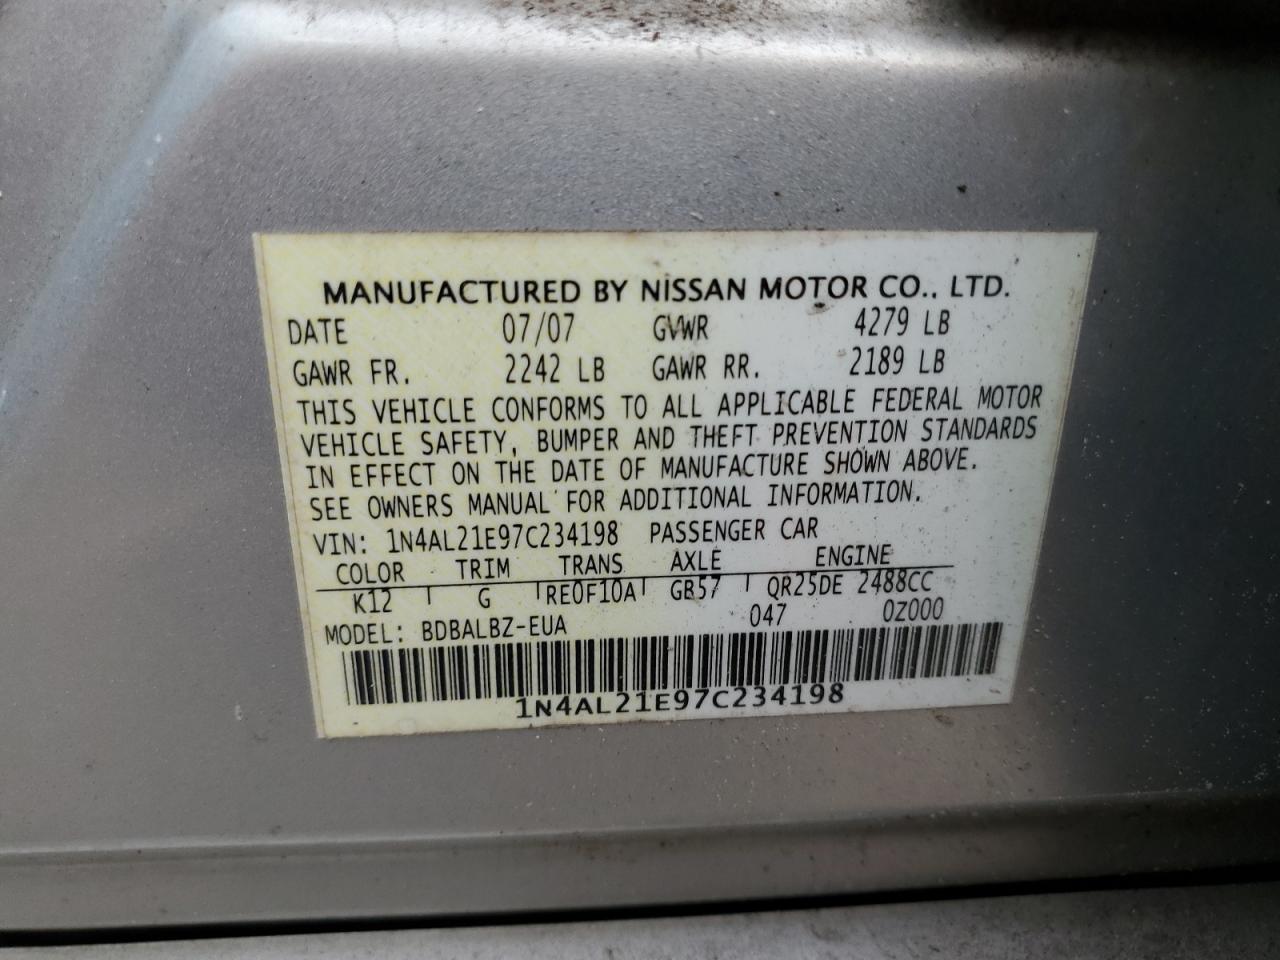 MANUFACTURED BY NISSAN MOTOR CO., LTD.
DATE 07/07 GVWR 4279 LB
GAWR FR. 2242 LB GAWR RR. 2189 LB
THIS VEHICLE CONFORMS TO ALL APPLICABLE FEDERAL MOTOR
VEHICLE SAFETY, BUMPER AND THEFT PREVENTION STANDARDS
IN EFFECT ON THE DATE OF MANUFACTURE SHOWN ABOVE.
SEE OWNERS MANUAL FOR ADDITIONAL INFORMATION.
VIN: 1N4AL21E97C234198 PASSENGER CAR
COLOR TRIM TRANS AXLE ENGINE
K12 G RE0F10A GB57 QR25DE 2488CC
MODEL: BDBALBZ-EUA 047 0Z000
1N4AL21E97C234198